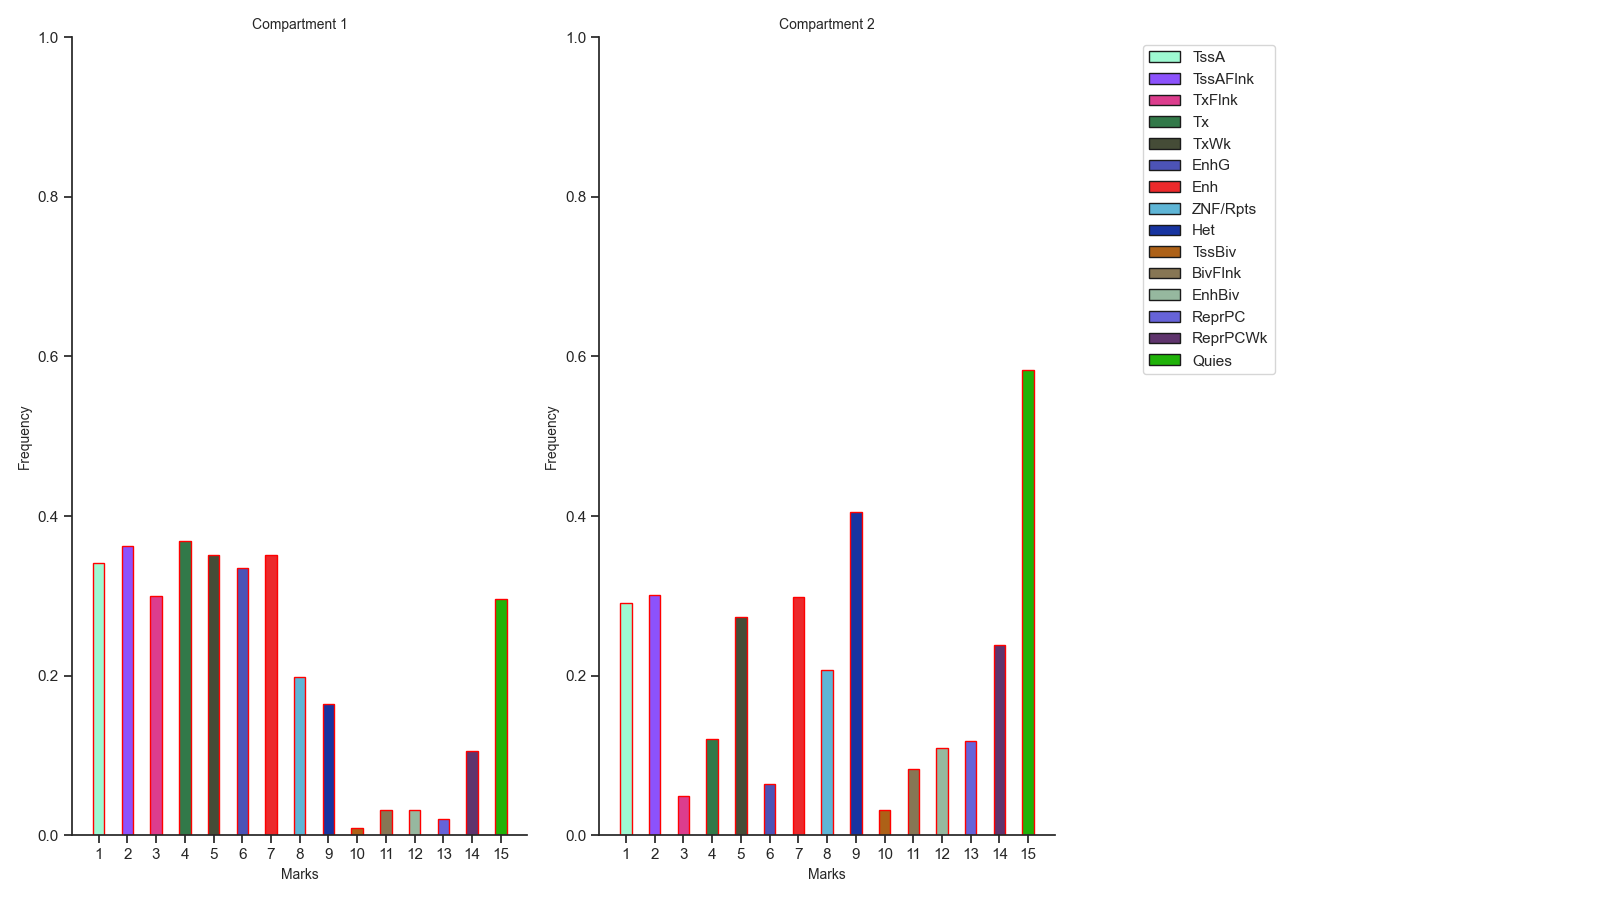 Compartment 1
1.0
0.8
0.6
0.4
0.2
0.0
Frequency
1 2 3 4 5 6 7 8 9 10 11 12 13 14 15
Marks
Compartment 2
1.0
0.8
0.6
0.4
0.2
0.0
Frequency
1 2 3 4 5 6 7 8 9 10 11 12 13 14 15
Marks
TssA
TssAFlnk
TxFlnk
Tx
TxWk
EnhG
Enh
ZNF/Rpts
Het
TssBiv
BivFlnk
EnhBiv
ReprPC
ReprPCWk
Quies